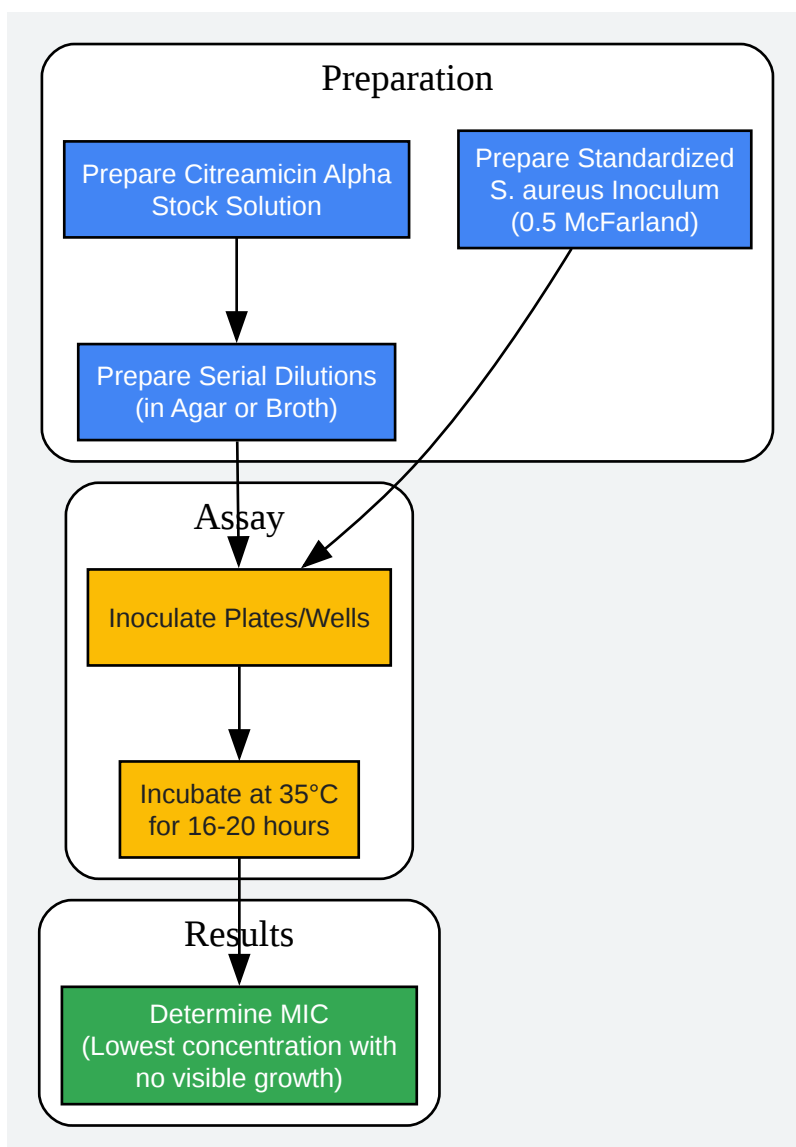 Preparation
Prepare Citreamicin Alpha
Stock Solution
Prepare Standardized
S. aureus Inoculum
(0.5 McFarland)
Prepare Serial Dilutions
(in Agar or Broth)
Assay
Inoculate Plates/Wells
Incubate at 35°C
for 16-20 hours
Results
Determine MIC
(Lowest concentration with
no visible growth)